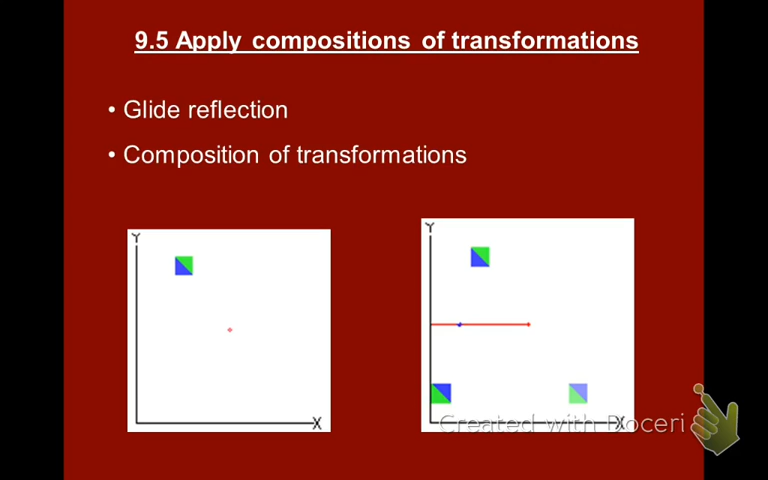 9.5 Apply compositions of transformations
• Glide reflection
• Composition of transformations
Y
X
Y
X
Created with Doceri